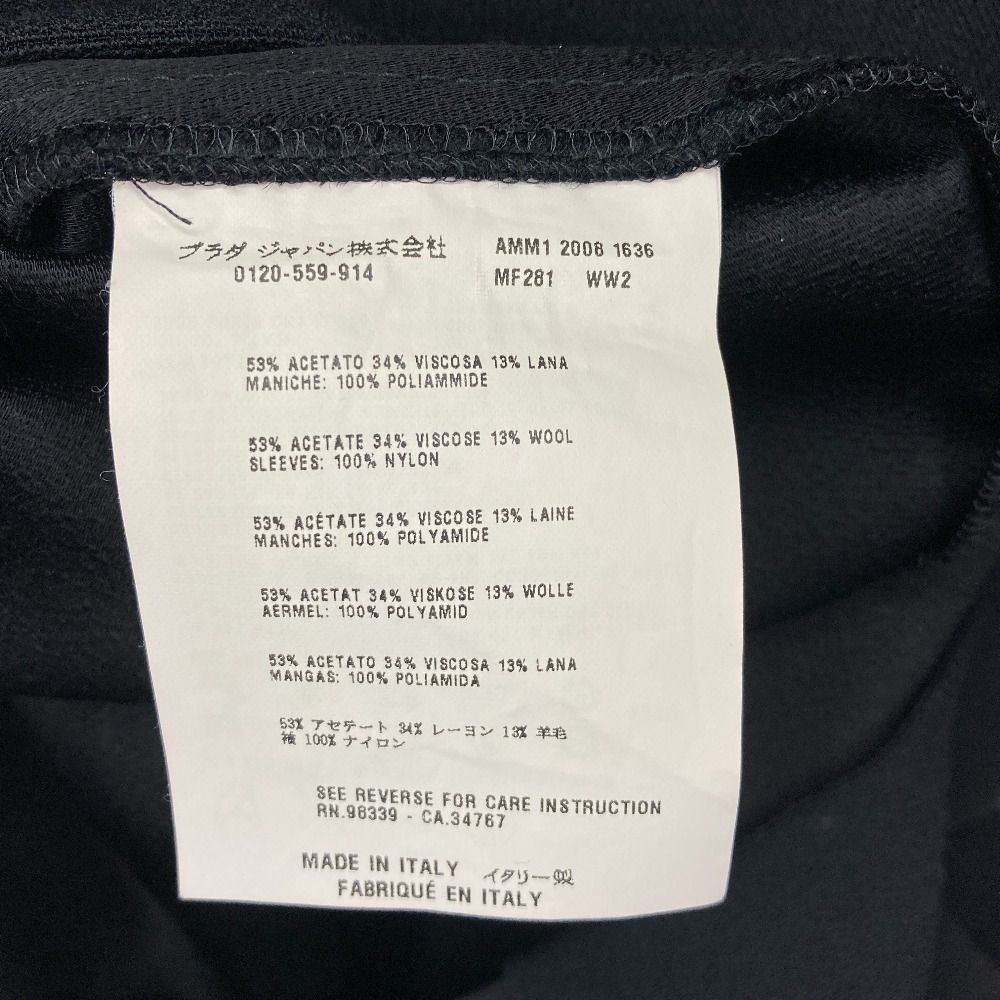 プラダ ジャパン株式会社
0120-559-914
AMM1 2008 1636
MF281 WW2
53% ACETATO 34% VISCOSA 13% LANA
MANICHE: 100% POLIAMMIDE
53% ACETATE 34% VISCOSE 13% WOOL
SLEEVES: 100% NYLON
53% ACÉTATE 34% VISCOSE 13% LAINE
MANCHES: 100% POLYAMIDE
53% ACETAT 34% VISKOSE 13% WOLLE
AERMEL: 100% POLYAMID
53% ACETATO 34% VISCOSA 13% LANA
MANGAS: 100% POLIAMIDA
53% アセテート 34% レーヨン 13% 羊毛
袖 100% ナイロン
SEE REVERSE FOR CARE INSTRUCTION
RN.96339 - CA.34767
MADE IN ITALY イタリー製
FABRIQUÉ EN ITALY